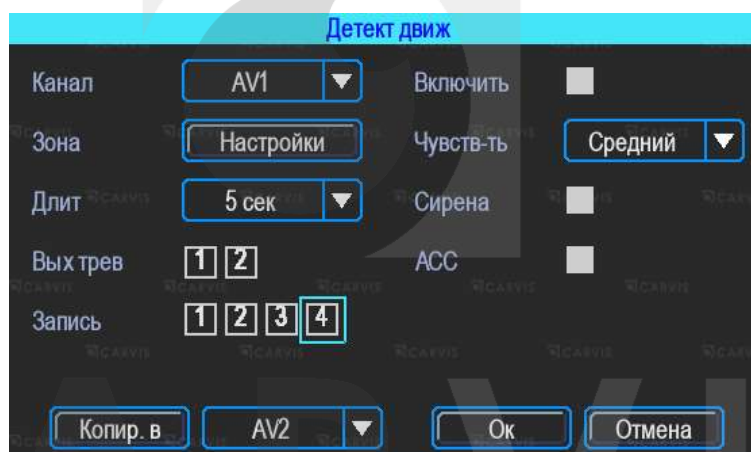 Детект движ
Канал AV1 Включить
Зона Настройки Чувств-ть Средний
Длит 5 сек Сирена
Вых трев 1 2 ACC
Запись 1 2 3 4
Копир. в AV2 Ок Отмена